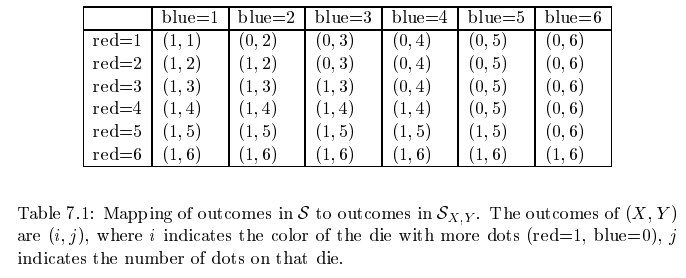 blue=1 blue=2 blue=3 blue=4 blue=5 blue=6
red=1 (1, 1) (0, 2) (0, 3) (0, 4) (0, 5) (0, 6)
red=2 (1, 2) (1, 2) (0, 3) (0, 4) (0, 5) (0, 6)
red=3 (1, 3) (1, 3) (1, 3) (0, 4) (0, 5) (0, 6)
red=4 (1, 4) (1, 4) (1, 4) (1, 4) (0, 5) (0, 6)
red=5 (1, 5) (1, 5) (1, 5) (1, 5) (1, 5) (0, 6)
red=6 (1, 6) (1, 6) (1, 6) (1, 6) (1, 6) (1, 6)
Table 7.1: Mapping of outcomes in S to outcomes in S_{X,Y}. The outcomes of (X, Y)
are (i, j), where i indicates the color of the die with more dots (red=1, blue=0), j
indicates the number of dots on that die.